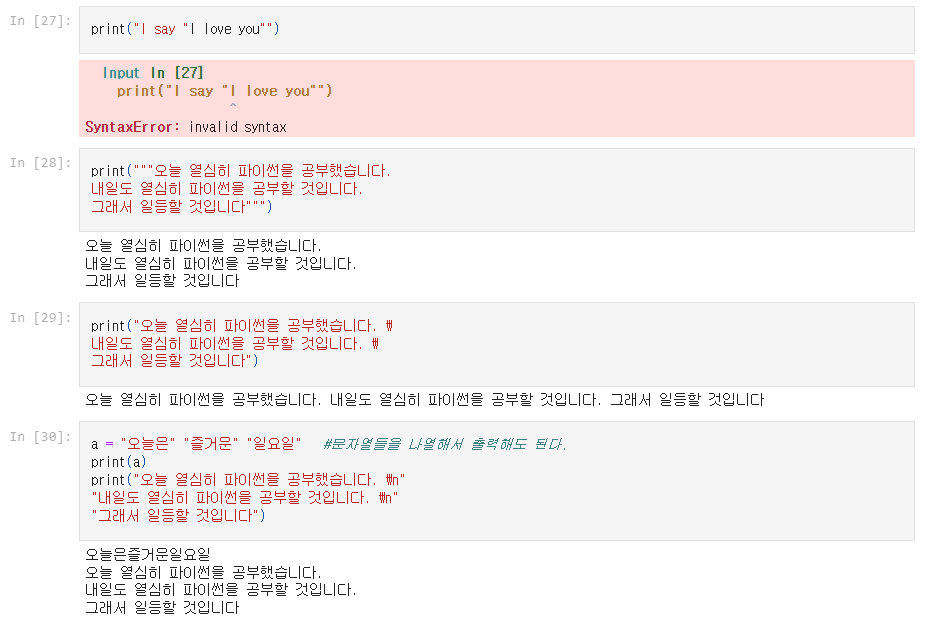 In [27]:
print("I say "I love you"")
Input In [27]
print("I say "I love you"")
^
SyntaxError: invalid syntax
In [28]:
print("""오늘 열심히 파이썬을 공부했습니다.
내일도 열심히 파이썬을 공부할 것입니다.
그래서 일등할 것입니다""")
오늘 열심히 파이썬을 공부했습니다.
내일도 열심히 파이썬을 공부할 것입니다.
그래서 일등할 것입니다
In [29]:
print("오늘 열심히 파이썬을 공부했습니다. ₩
내일도 열심히 파이썬을 공부할 것입니다. ₩
그래서 일등할 것입니다")
오늘 열심히 파이썬을 공부했습니다. 내일도 열심히 파이썬을 공부할 것입니다. 그래서 일등할 것입니다
In [30]:
a = "오늘은" "즐거운" "일요일" #문자열들을 나열해서 출력해도 된다.
print(a)
print("오늘 열심히 파이썬을 공부했습니다. ₩n"
"내일도 열심히 파이썬을 공부할 것입니다. ₩n"
"그래서 일등할 것입니다")
오늘은즐거운일요일
오늘 열심히 파이썬을 공부했습니다.
내일도 열심히 파이썬을 공부할 것입니다.
그래서 일등할 것입니다